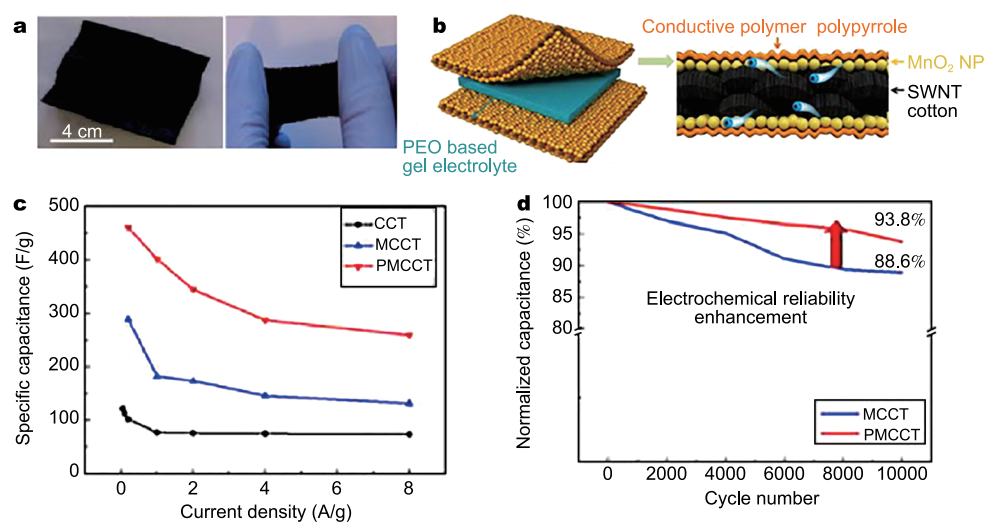 a
4 cm
b
Conductive polymer polypyrrole
MnO2 NP
SWNT
cotton
PEO based
gel electrolyte
c
Specific capacitance (F/g)
500
400
300
200
100
0
0 2 4 6 8
Current density (A/g)
CCT
MCCT
PMCCT
d
Normalized capacitance (%)
100
95
90
85
90
80
93.8%
88.6%
Electrochemical reliability
enhancement
MCCT
PMCCT
0 2000 4000 6000 8000 10000
Cycle number